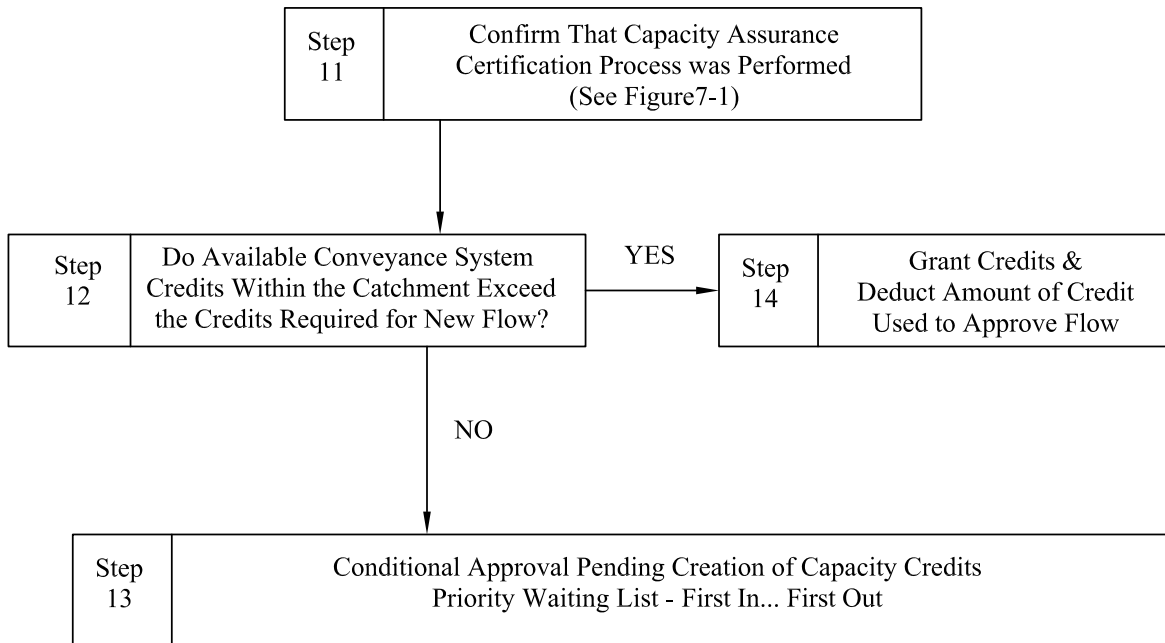 Step
11
Confirm That Capacity Assurance
Certification Process was Performed
(See Figure7-1)
Step
12
Do Available Conveyance System
Credits Within the Catchment Exceed
the Credits Required for New Flow?
YES
Step
14
Grant Credits &
Deduct Amount of Credit
Used to Approve Flow
NO
Step
13
Conditional Approval Pending Creation of Capacity Credits
Priority Waiting List - First In... First Out